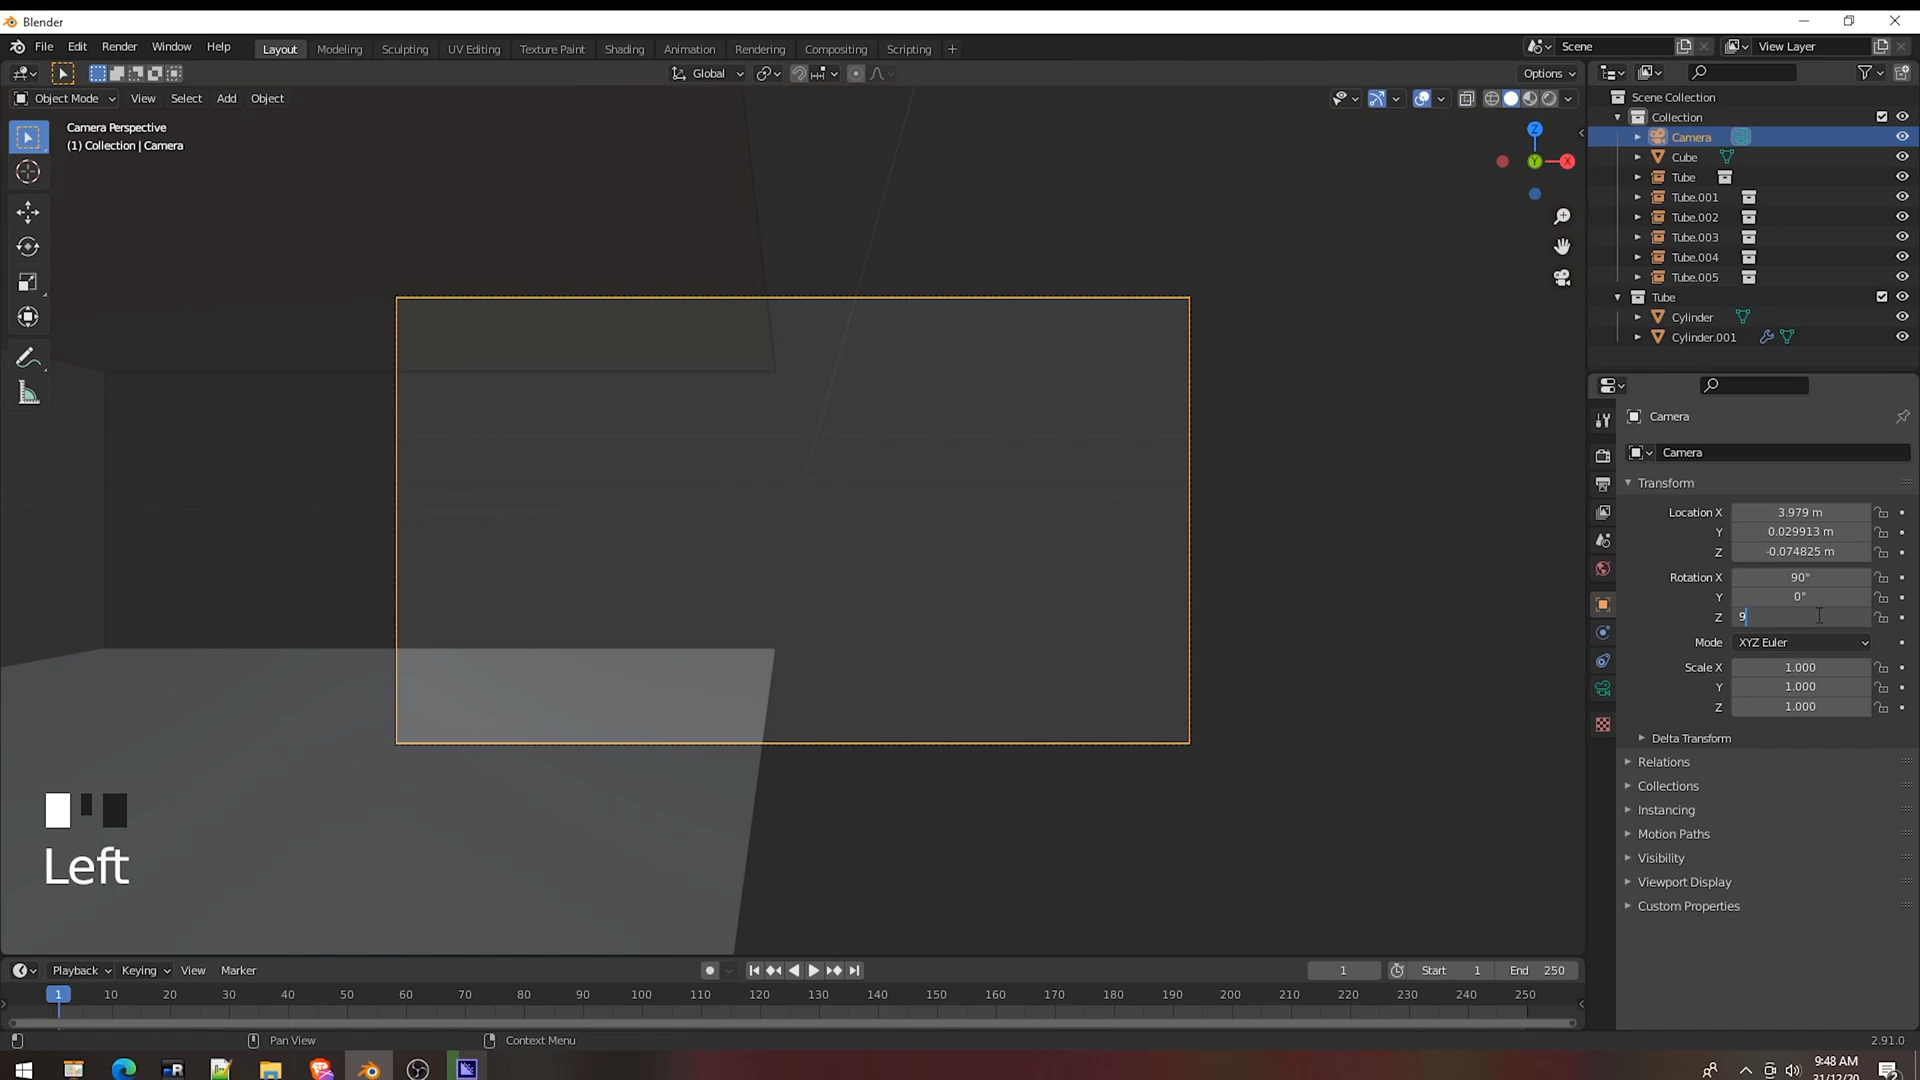 Blender
File Edit Render Window Help Layout Modeling Sculpting UV Editing Texture Paint Shading Animation Rendering Compositing Scripting + Scene View Layer
Global Options
Object Mode View Select Add Object
Camera Perspective
(1) Collection | Camera
Z
Y X
Scene Collection
Collection
Camera
Cube
Tube
Tube.001
Tube.002
Tube.003
Tube.004
Tube.005
Tube
Cylinder
Cylinder.001
Camera
Camera
Transform
Location X 3.979 m
Y 0.029913 m
Z -0.074825 m
Rotation X 90°
Y 0°
Z 9
Mode XYZ Euler
Scale X 1.000
Y 1.000
Z 1.000
Delta Transform
Relations
Collections
Instancing
Motion Paths
Visibility
Viewport Display
Custom Properties
Left
Playback Keying View Marker 1 Start 1 End 250
1 10 20 30 40 50 60 70 80 90 100 110 120 130 140 150 160 170 180 190 200 210 220 230 240 250
Pan View Context Menu 2.91.0
9:48 AM